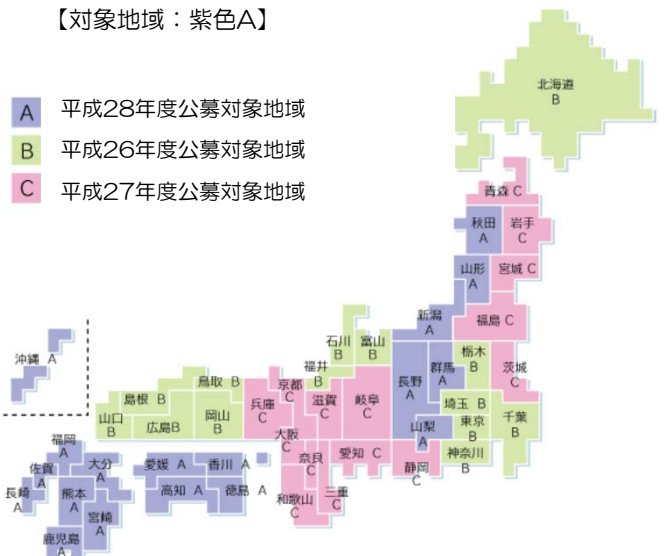 【対象地域：紫色A】
A 平成28年度公募対象地域
B 平成26年度公募対象地域
C 平成27年度公募対象地域
北海道
B
青森 C
秋田
A
岩手
C
山形
A
宮城 C
新潟
A
福島 C
石川
B
富山
B
福井
B
長野
A
群馬
A
栃木
B
茨城
C
埼玉 B
東京
B
千葉
B
山梨
A
神奈川
B
岐阜
C
静岡
C
愛知 C
滋賀
C
京都
C
兵庫
C
大阪
C
奈良
C
三重
C
和歌山
C
鳥取 B
島根 B
岡山
B
広島B
山口
B
愛媛 A
香川 A
高知 A
徳島 A
福岡
A
佐賀
A
大分
A
長崎
A
熊本
A
宮崎
A
鹿児島
A
沖縄 A